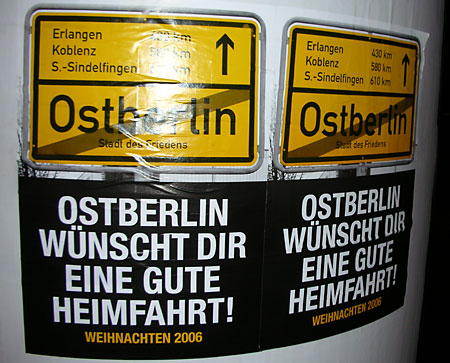 Erlangen
Koblenz
S.-Sindelfingen km
Ostberlin
Stadt des Friedens
OSTBERLIN
WÜNSCHT DIR
EINE GUTE
HEIMFAHRT!
WEIHNACHTEN 2006
Erlangen 430 km
Koblenz 580 km
S.-Sindelfingen 610 km
Ostberlin
Stadt des Friedens
OSTBERLIN
WÜNSCHT DIR
EINE GUTE
HEIMFAHRT!
WEIHNACHTEN 2006